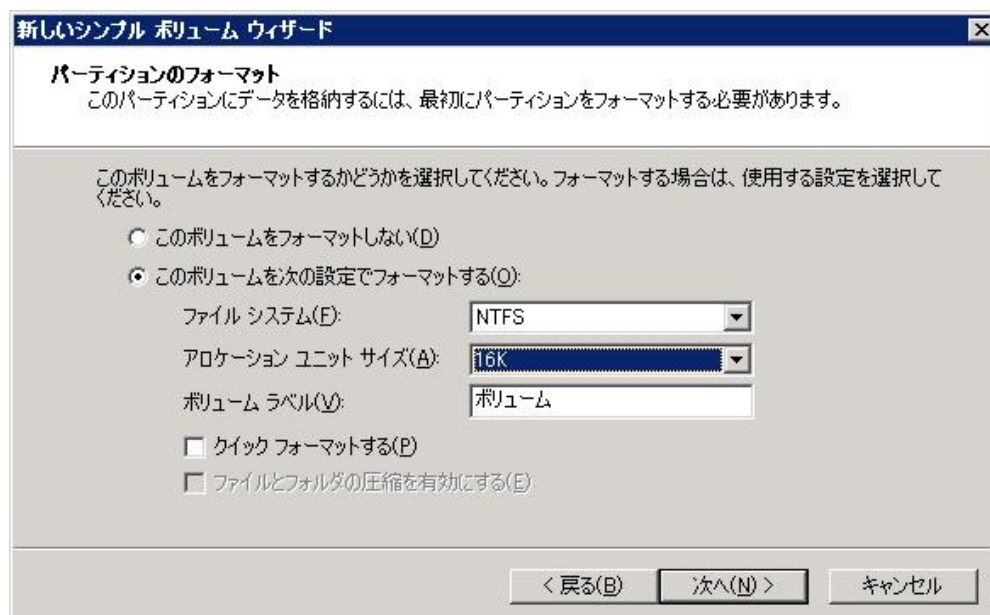 新しいシンプル ボリューム ウィザード
パーティションのフォーマット
このパーティションにデータを格納するには、最初にパーティションをフォーマットする必要があります。
このボリュームをフォーマットするかどうかを選択してください。フォーマットする場合は、使用する設定を選択して
ください。
このボリュームをフォーマットしない(D)
このボリュームを次の設定でフォーマットする(O):
ファイル システム(F): NTFS
アロケーション ユニット サイズ(A): 16K
ボリューム ラベル(V): ボリューム
クイック フォーマットする(P)
ファイルとフォルダの圧縮を有効にする(E)
< 戻る(B) 次へ(N) > キャンセル